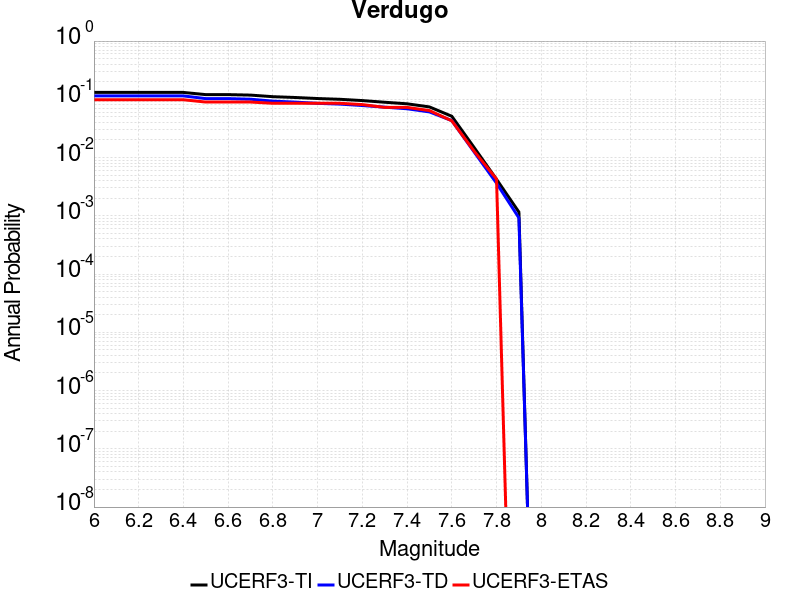 Verdugo
10^0
10^-1
10^-2
10^-3
10^-4
10^-5
10^-6
10^-7
10^-8
Annual Probability
6 6.2 6.4 6.6 6.8 7 7.2 7.4 7.6 7.8 8 8.2 8.4 8.6 8.8 9
Magnitude
UCERF3-TI UCERF3-TD UCERF3-ETAS